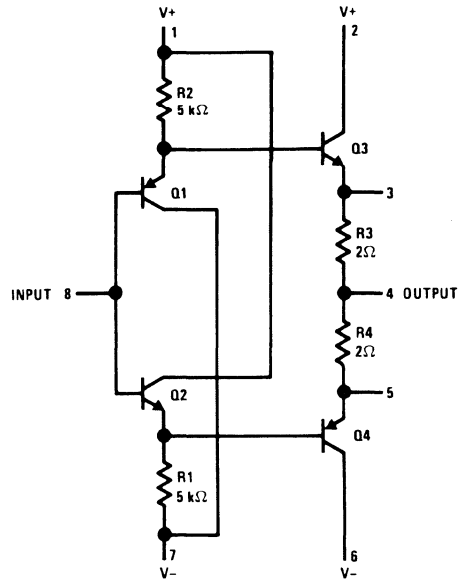 V+
1
V+
2
R2
5 kΩ
Q3
Q1
3
R3
2Ω
INPUT 8
4 OUTPUT
R4
2Ω
Q2
5
Q4
R1
5 kΩ
7
V–
6
V–